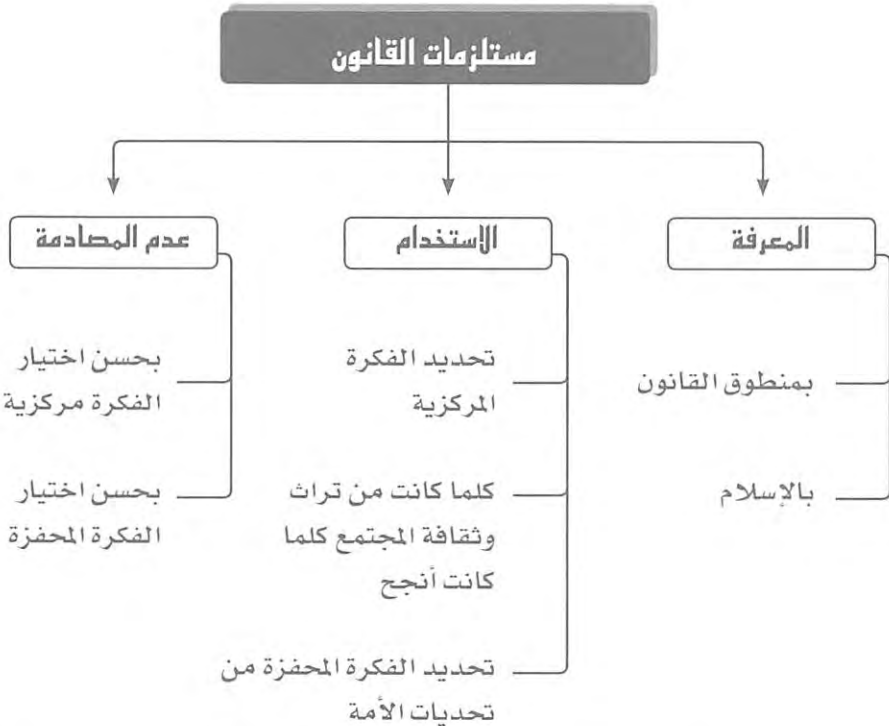 مستلزمات القانون
المعرفة
بمنطوق القانون
بالإسلام
الاستخدام
تحديد الفكرة
المركزية
كلما كانت من تراث
وثقافة المجتمع كلما
كانت أنجح
تحديد الفكرة المحفزة من
تحديات الأمة
عدم المصادمة
بحسن اختيار
الفكرة مركزية
بحسن اختيار
الفكرة المحفزة